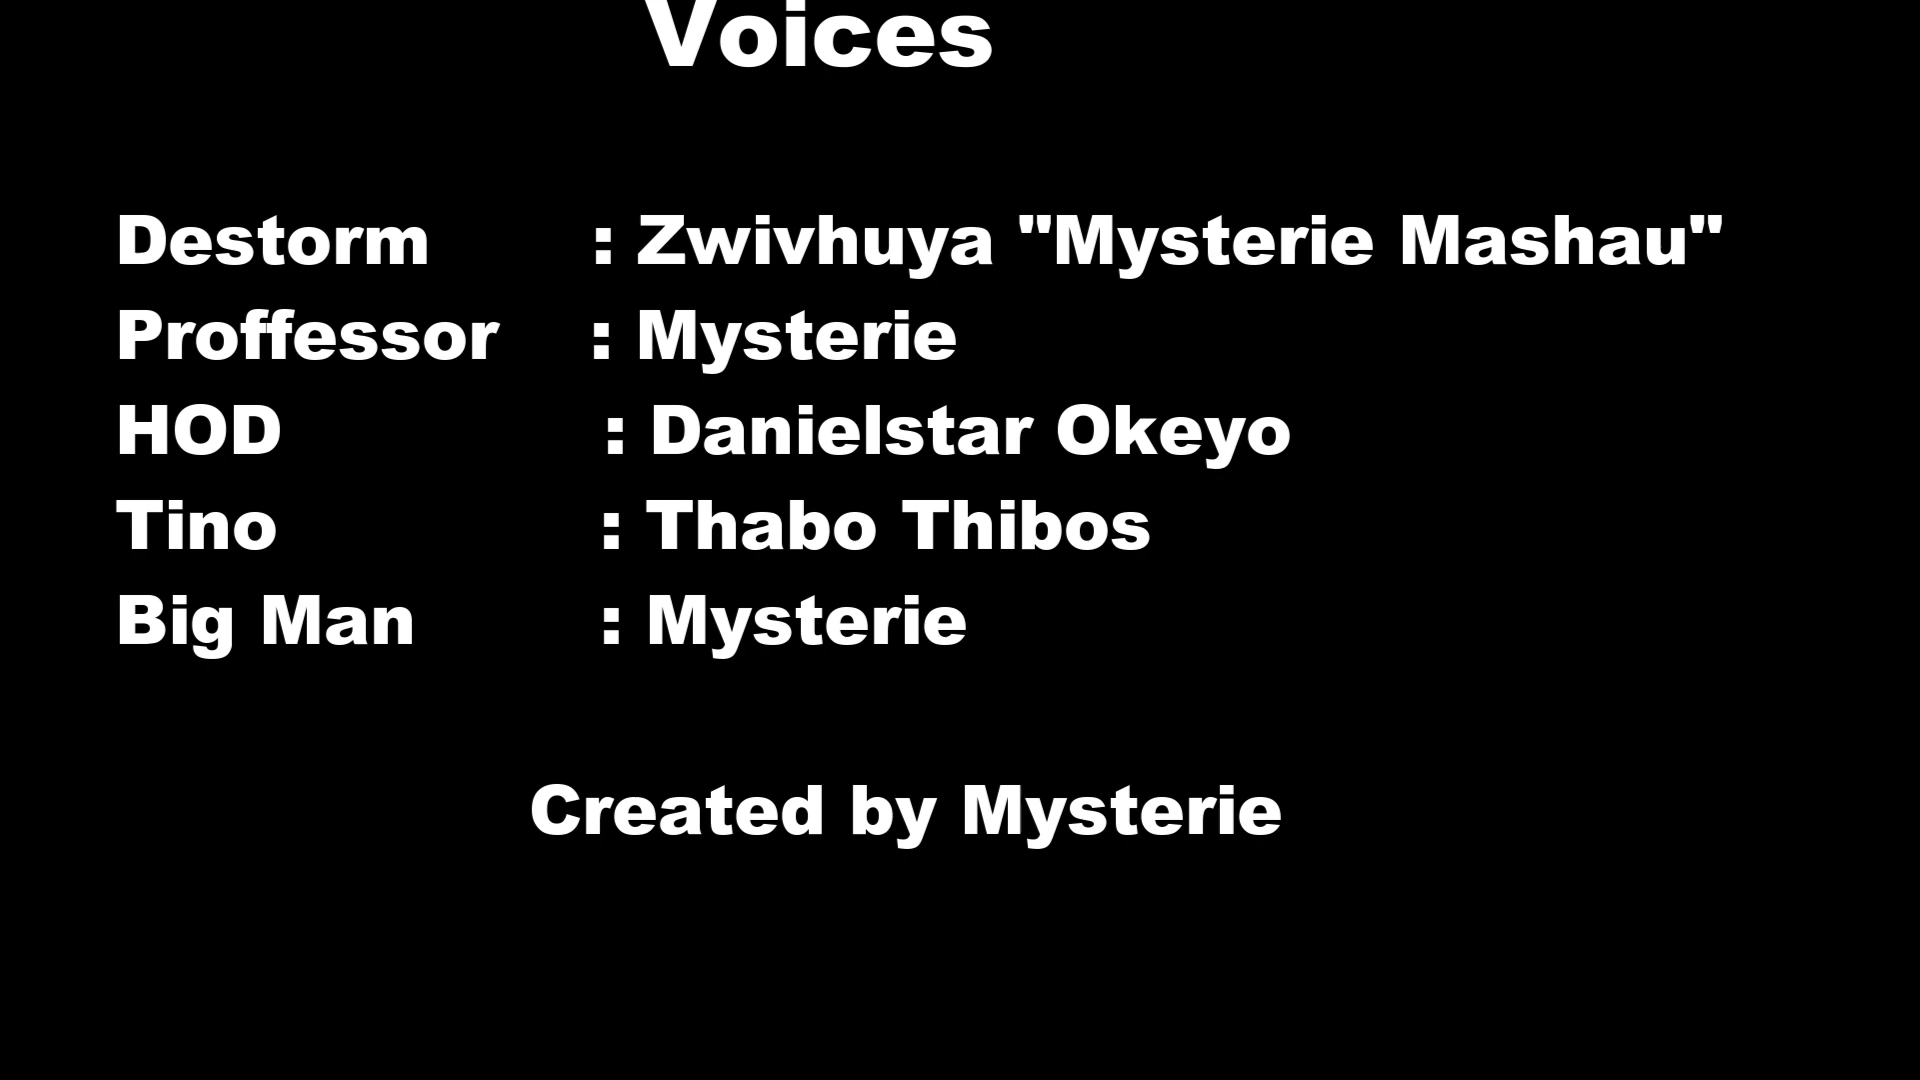 Voices
Destorm : Zwivhuya "Mysterie Mashau"
Proffessor : Mysterie
HOD : Danielstar Okeyo
Tino : Thabo Thibos
Big Man : Mysterie
Created by Mysterie